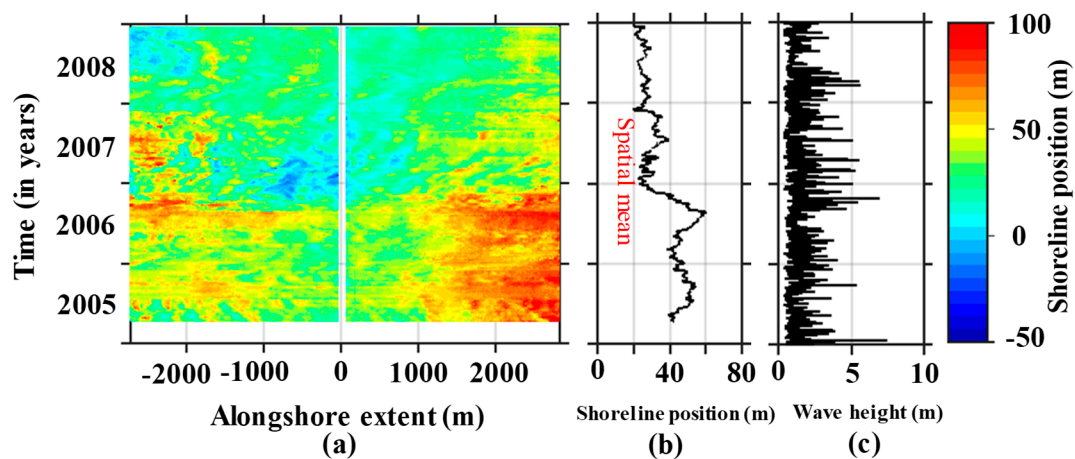 Time (in years)
2008
2007
2006
2005
-2000
-1000
0
1000
2000
Alongshore extent (m)
(a)
Spatial mean
0
40
80
Shoreline position (m)
(b)
0
5
10
Wave height (m)
(c)
100
50
0
-50
Shoreline position (m)